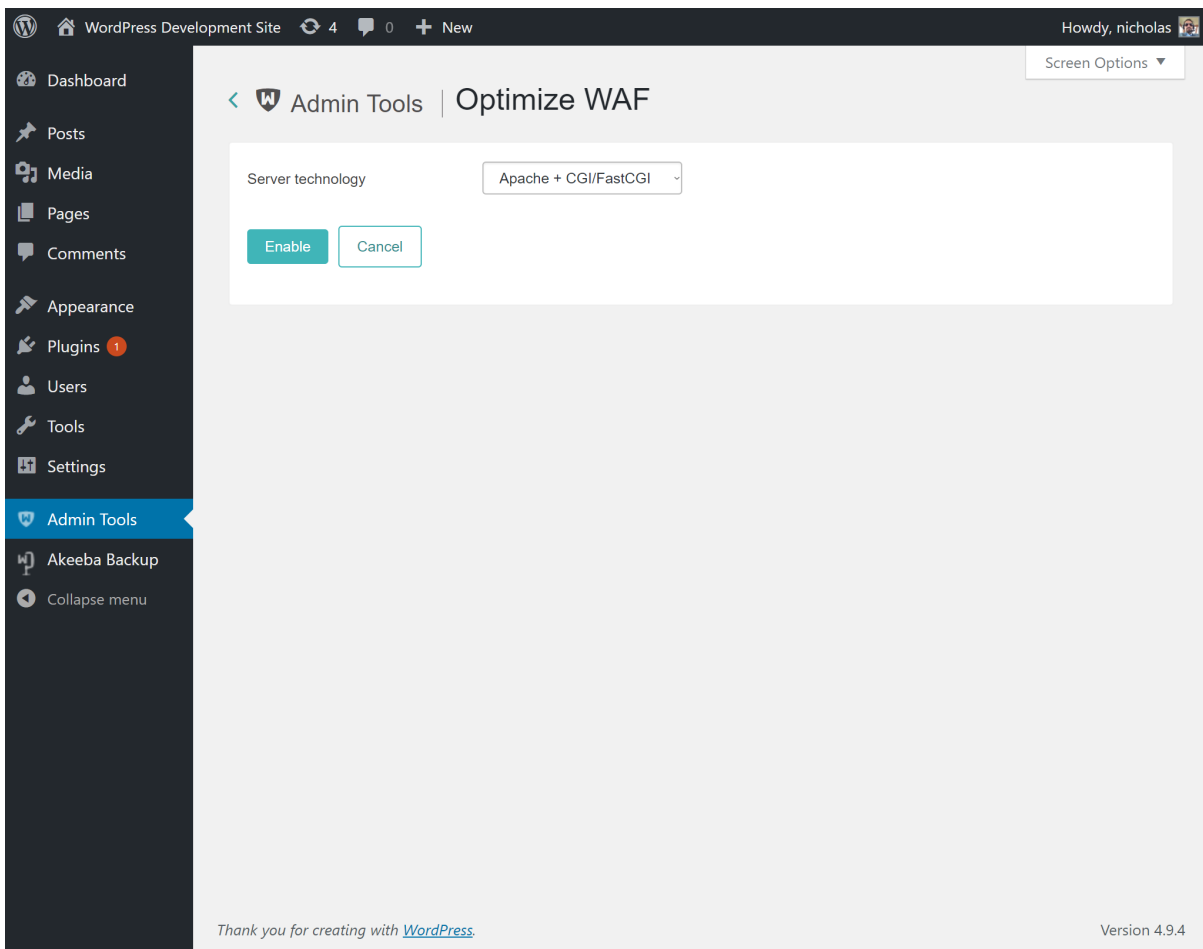 WordPress Development Site 4 0 New Howdy, nicholas
Screen Options ▼
Dashboard
Posts
Media
Pages
Comments
Appearance
Plugins 1
Users
Tools
Settings
Admin Tools
Akeeba Backup
Collapse menu
Admin Tools | Optimize WAF
Server technology Apache + CGI/FastCGI
Enable Cancel
Thank you for creating with WordPress. Version 4.9.4